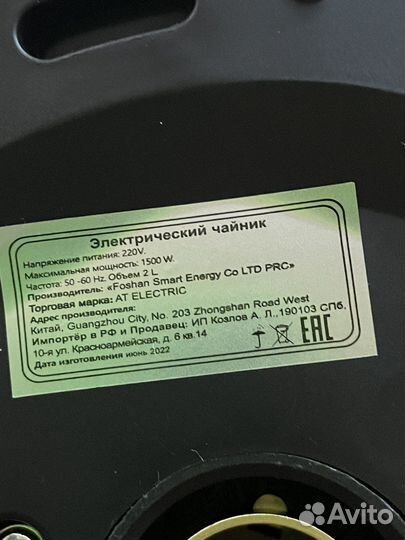 Электрический чайник
Напряжение питания: 220V.
Максимальная мощность: 1500 W.
Частота: 50 -60 Hz. Объем 2 L
Производитель: «Foshan Smart Energy Co LTD PRC»
Торговая марка: AT ELECTRIC
Адрес производителя:
Китай, Guangzhou City, No. 203 Zhongshan Road West
Импортёр в РФ и Продавец: ИП Козлов А. Л.,190103 СПб,
10-я ул. Красноармейская, д. 6 кв.14
Дата изготовления июнь 2022
EAC
Avito